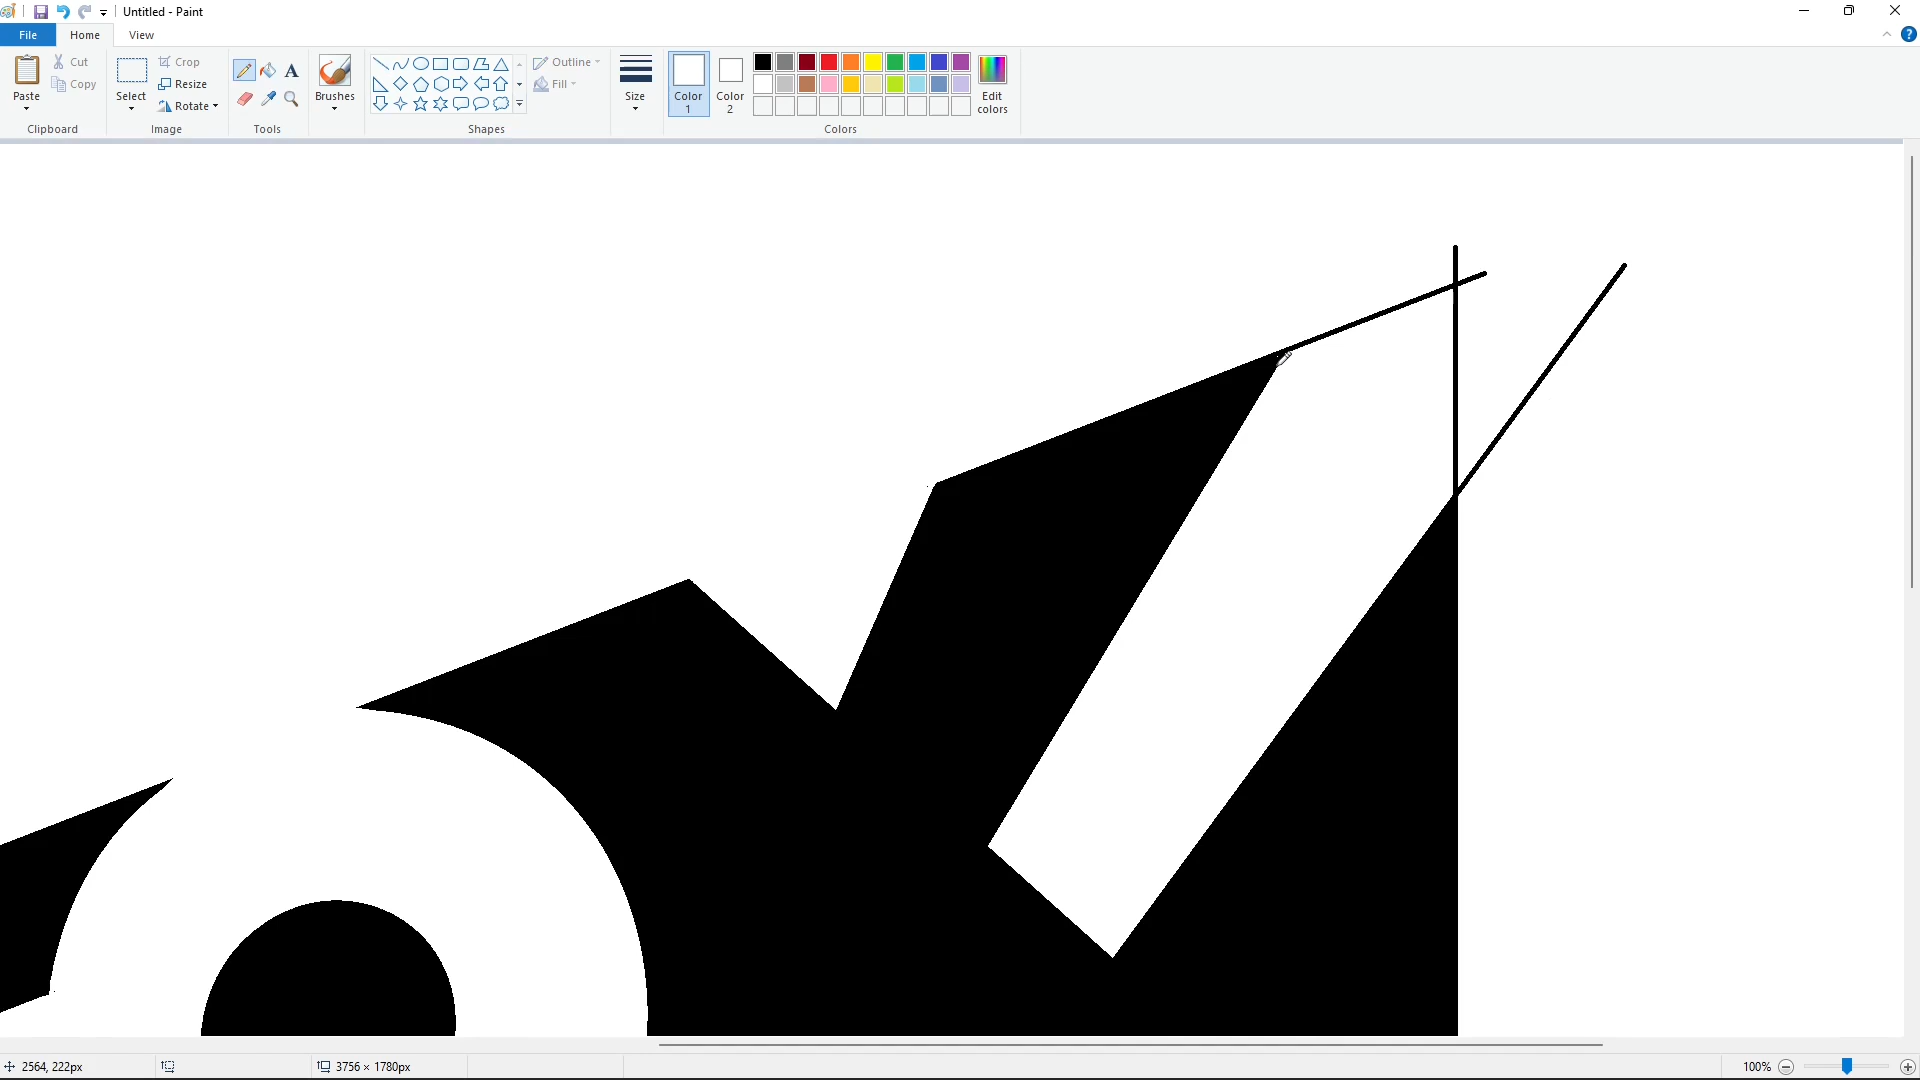 Untitled - Paint
File Home View
Paste
Cut
Copy
Clipboard
Select
Crop
Resize
Rotate
Image
A
Tools
Brushes
Outline
Fill
Shapes
Size
Color 1
Color 2
Edit colors
Colors
?
2564, 222px
3756 × 1780px
100%